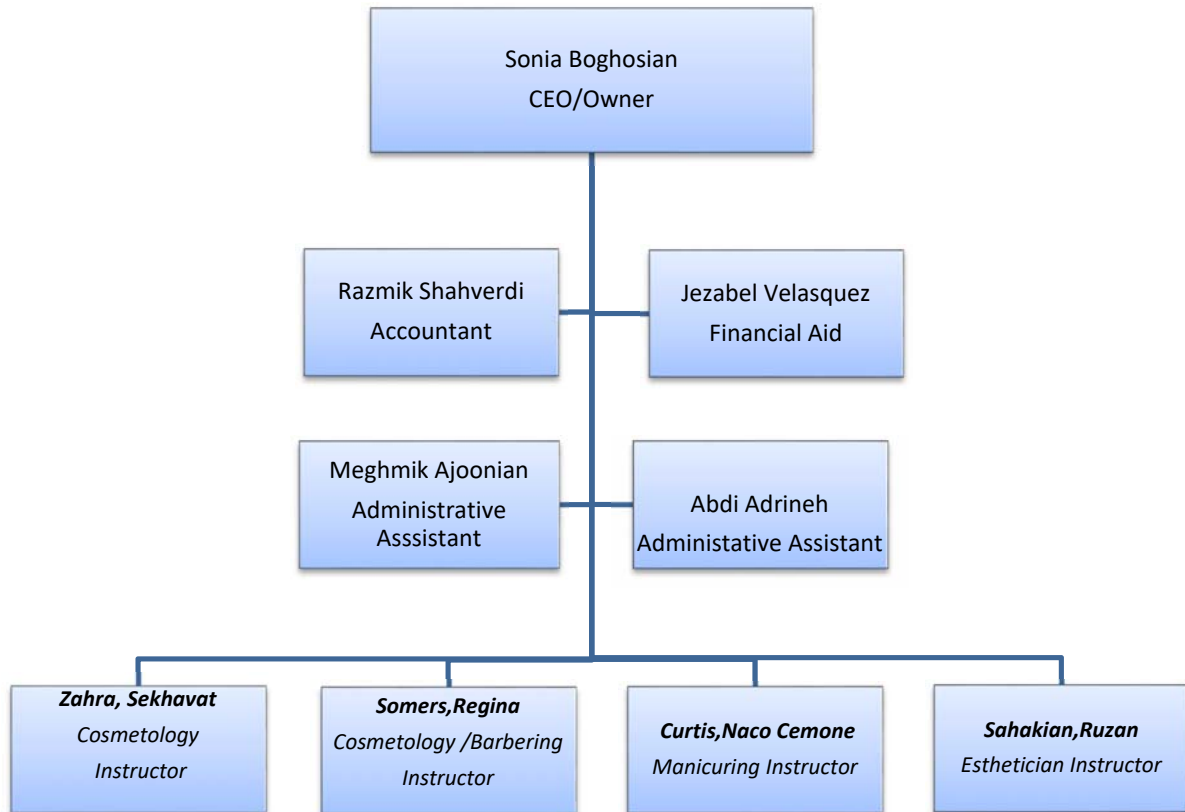 Sonia Boghosian
CEO/Owner
Razmik Shahverdi
Accountant
Jezabel Velasquez
Financial Aid
Meghmik Ajoonian
Administrative
Asssistant
Abdi Adrineh
Administative Assistant
Zahra, Sekhavat
Cosmetology
Instructor
Somers,Regina
Cosmetology /Barbering
Instructor
Curtis,Naco Cemone
Manicuring Instructor
Sahakian,Ruzan
Esthetician Instructor